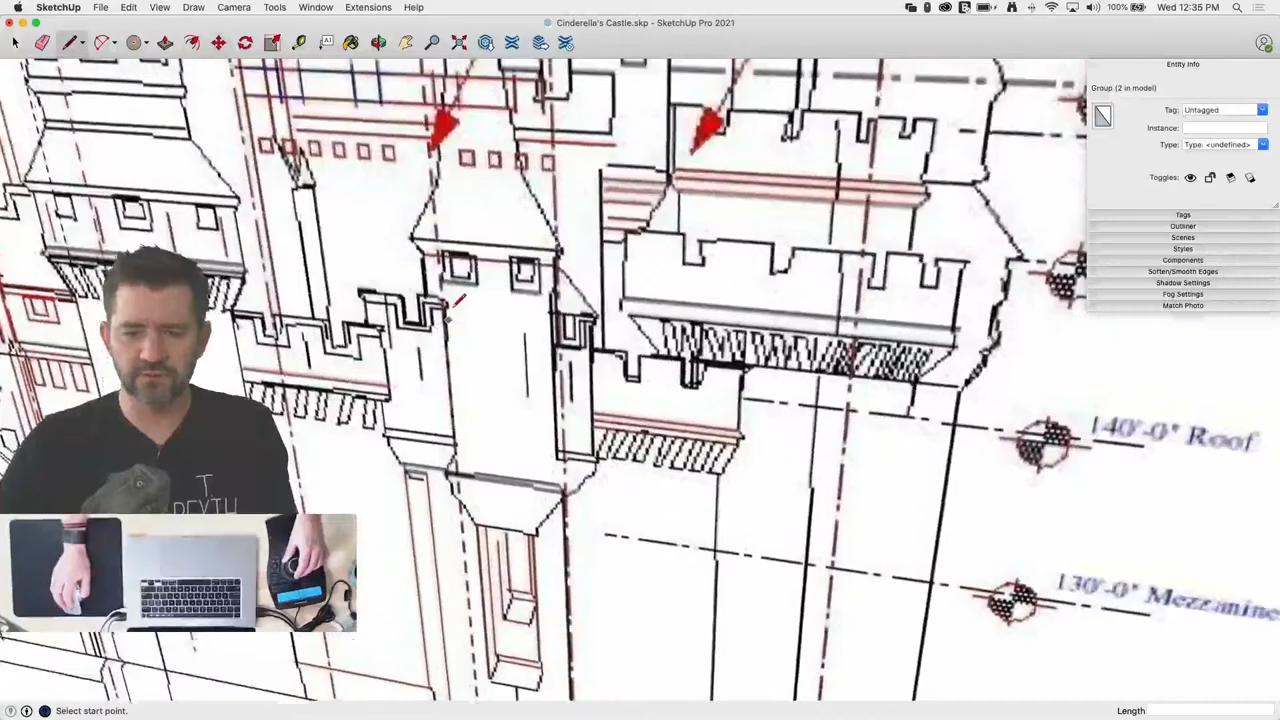 SketchUp File Edit View Draw Camera Tools Window Extensions Help
100% Wed 12:35 PM
Cinderella's Castle.skp - SketchUp Pro 2021
Entity Info
Group (2 in model)
Tag: Untagged
Instance:
Type: Type: <undefined>
Toggles:
Tags
Outliner
Scenes
Styles
Components
Soften/Smooth Edges
Shadow Settings
Fog Settings
Match Photo
140'-0" Roof
130'-0" Mezzanine
T.
Select start point.
Length